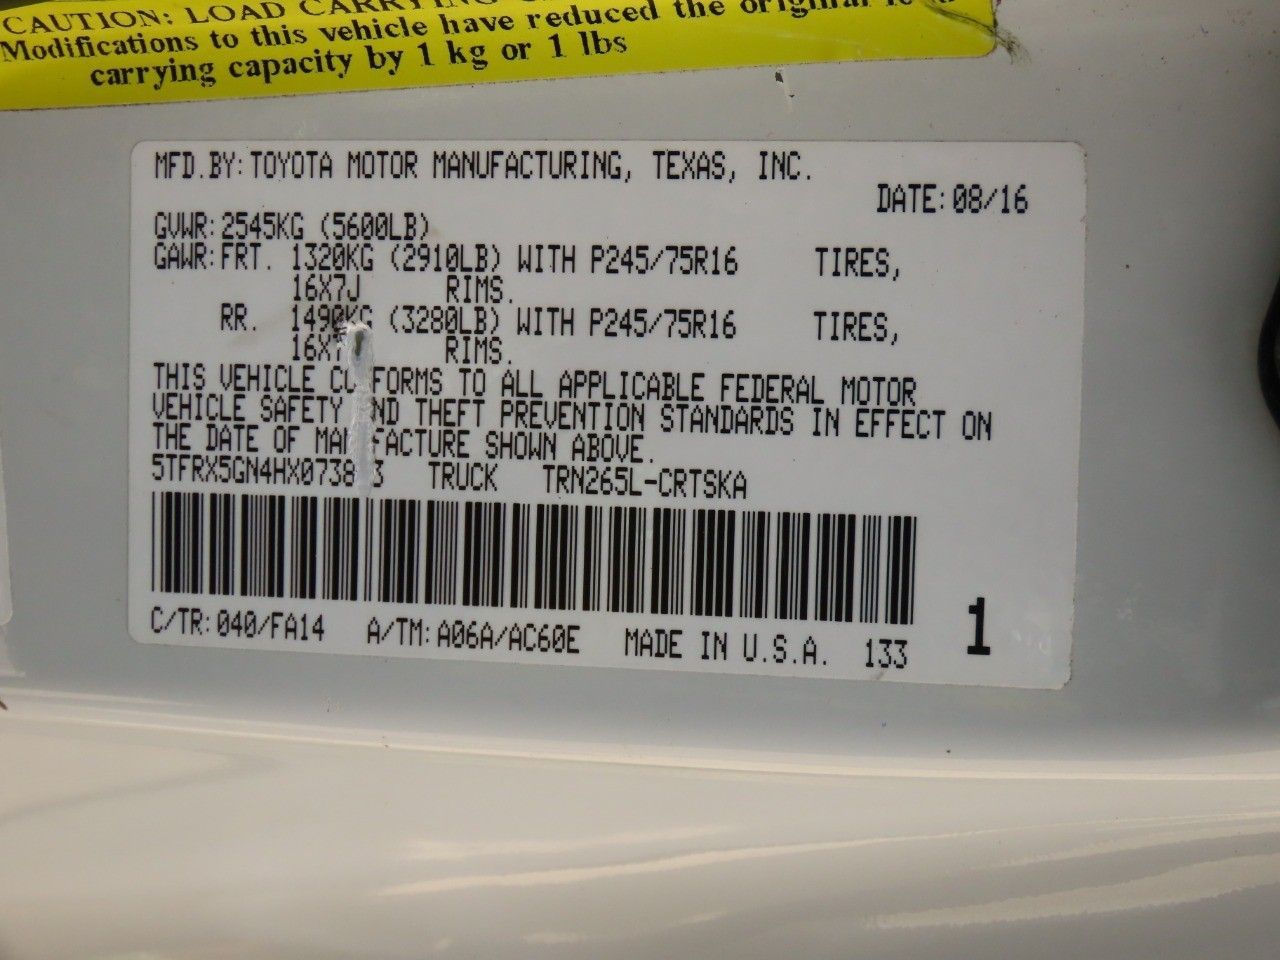 CAUTION: LOAD CARRYING
Modifications to this vehicle have reduced the original
carrying capacity by 1 kg or 1 lbs
MFD.BY:TOYOTA MOTOR MANUFACTURING, TEXAS, INC.
DATE:08/16
GVWR:2545KG (5600LB)
GAWR:FRT. 1320KG (2910LB) WITH P245/75R16 TIRES,
16X7J RIMS.
RR. 1490KG (3280LB) WITH P245/75R16 TIRES,
RIMS.
THIS VEHICLE FORMS TO ALL APPLICABLE FEDERAL MOTOR
VEHICLE SAFETY ND THEFT PREVENTION STANDARDS IN EFFECT ON
THE DATE OF FACTURE SHOWN ABOVE.
TRUCK TRN265L-CRTSKA
C/TR:040/FA14 A/TM:A06A/AC60E MADE IN U.S.A. 133
1